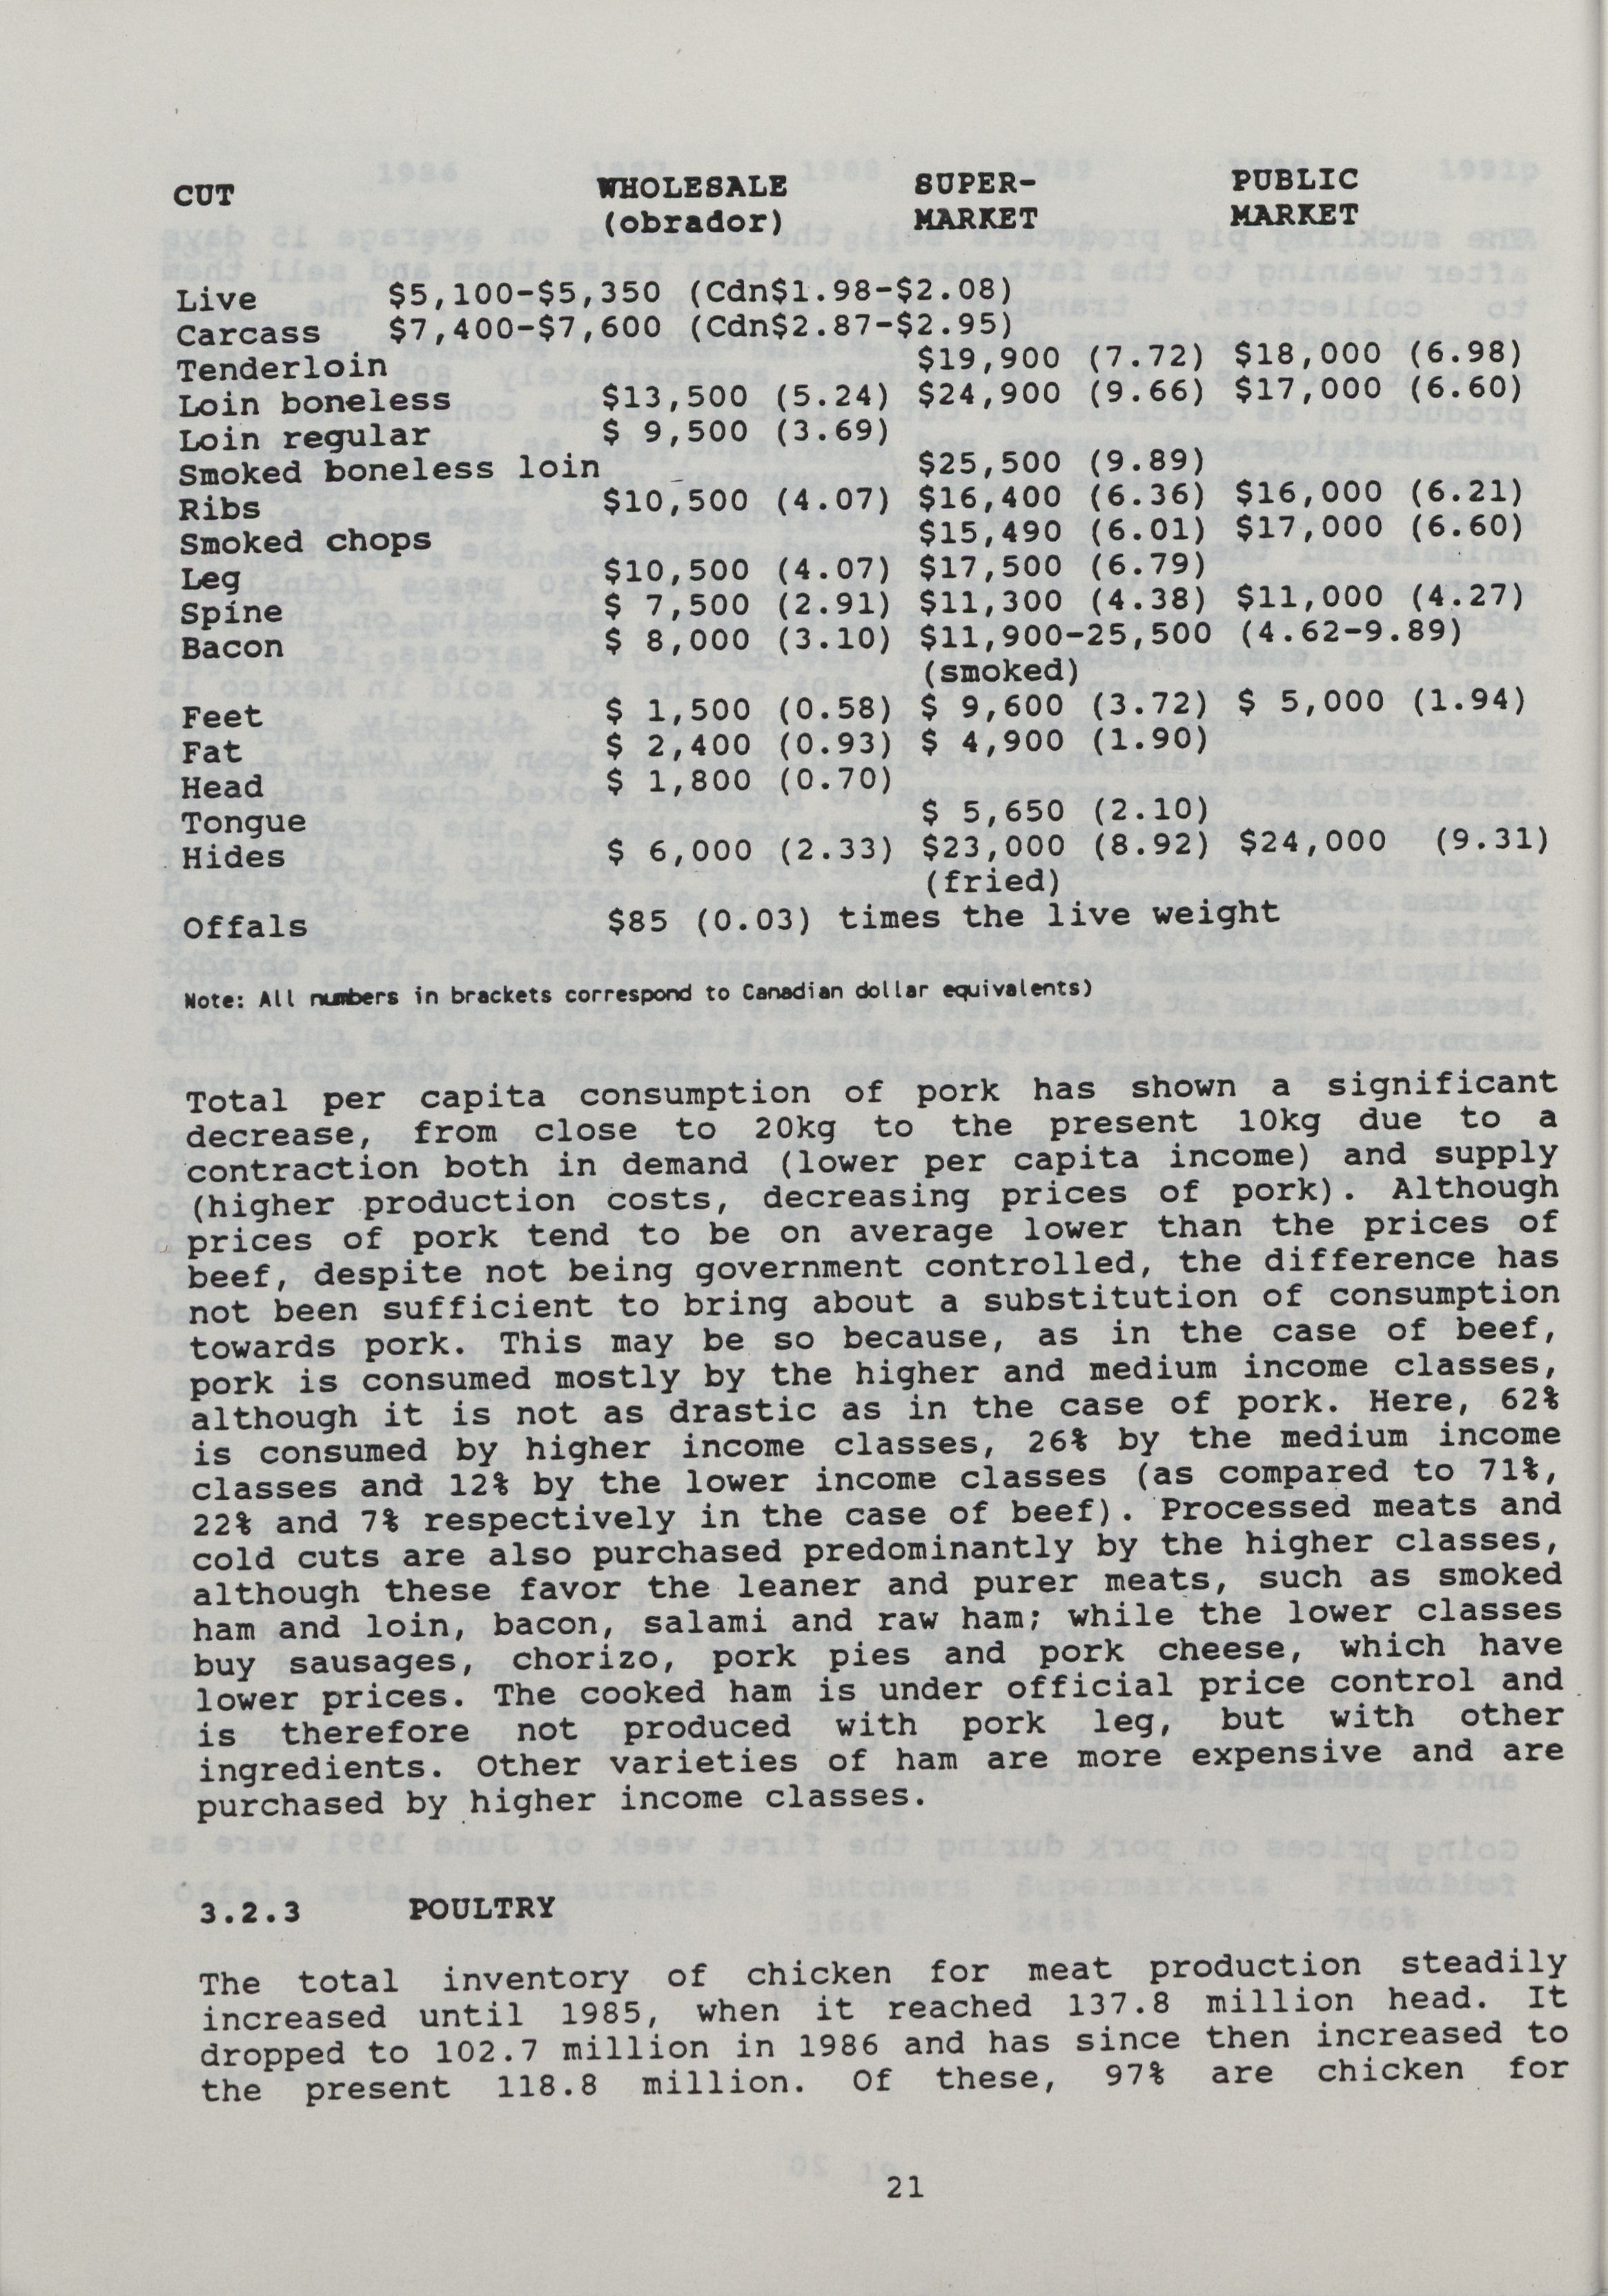 CUT WHOLESALE SUPER- PUBLIC
(obrador) MARKET MARKET
Live $5,100-$5,350 (Cdn$1.98-$2.08)
Carcass $7,400-$7,600 (Cdn$2.87-$2.95)
Tenderloin $19,900 (7.72) $18,000 (6.98)
Loin boneless $13,500 (5.24) $24,900 (9.66) $17,000 (6.60)
Loin regular $ 9,500 (3.69)
Smoked boneless loin $25,500 (9.89)
Ribs $10,500 (4.07) $16,400 (6.36) $16,000 (6.21)
Smoked chops $15,490 (6.01) $17,000 (6.60)
Leg $10,500 (4.07) $17,500 (6.79)
Spine $ 7,500 (2.91) $11,300 (4.38) $11,000 (4.27)
Bacon $ 8,000 (3.10) $11,900-25,500 (4.62-9.89)
(smoked)
Feet $ 1,500 (0.58) $ 9,600 (3.72) $ 5,000 (1.94)
Fat $ 2,400 (0.93) $ 4,900 (1.90)
Head $ 1,800 (0.70)
Tongue $ 5,650 (2.10)
Hides $ 6,000 (2.33) $23,000 (8.92) $24,000 (9.31)
(fried)
Offals $85 (0.03) times the live weight
Note: All numbers in brackets correspond to Canadian dollar equivalents)
Total per capita consumption of pork has shown a significant
decrease, from close to 20kg to the present 10kg due to a
contraction both in demand (lower per capita income) and supply
(higher production costs, decreasing prices of pork). Although
prices of pork tend to be on average lower than the prices of
beef, despite not being government controlled, the difference has
not been sufficient to bring about a substitution of consumption
towards pork. This may be so because, as in the case of beef,
pork is consumed mostly by the higher and medium income classes,
although it is not as drastic as in the case of pork. Here, 62%
is consumed by higher income classes, 26% by the medium income
classes and 12% by the lower income classes (as compared to 71%,
22% and 7% respectively in the case of beef). Processed meats and
cold cuts are also purchased predominantly by the higher classes,
although these favor the leaner and purer meats, such as smoked
ham and loin, bacon, salami and raw ham; while the lower classes
buy sausages, chorizo, pork pies and pork cheese, which have
lower prices. The cooked ham is under official price control and
is therefore not produced with pork leg, but with other
ingredients. Other varieties of ham are more expensive and are
purchased by higher income classes.
3.2.3 POULTRY
The total inventory of chicken for meat production steadily
increased until 1985, when it reached 137.8 million head. It
dropped to 102.7 million in 1986 and has since then increased to
the present 118.8 million. Of these, 97% are chicken for
21